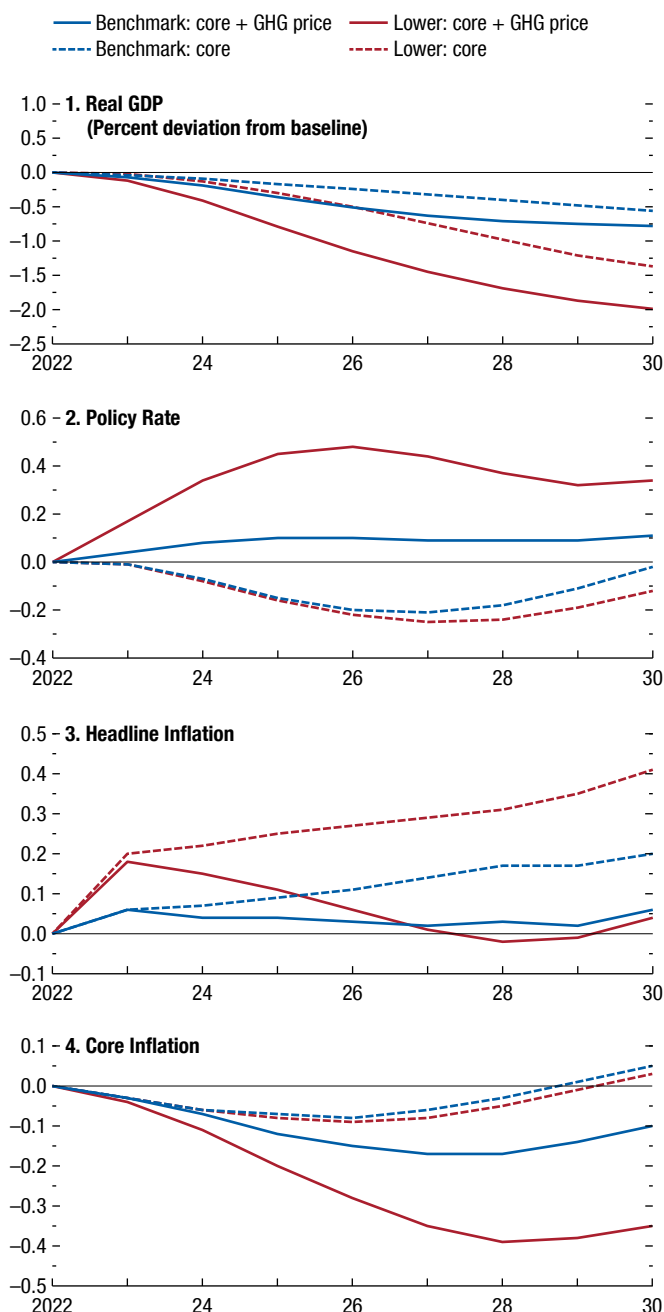 Benchmark: core + GHG price Lower: core + GHG price
Benchmark: core Lower: core
1. Real GDP
(Percent deviation from baseline)
1.0
0.5
0.0
–0.5
–1.0
–1.5
–2.0
–2.5
2022 24 26 28 30
2. Policy Rate
0.6
0.4
0.2
0.0
–0.2
–0.4
2022 24 26 28 30
3. Headline Inflation
0.5
0.4
0.3
0.2
0.1
0.0
–0.1
2022 24 26 28 30
4. Core Inflation
0.1
0.0
–0.1
–0.2
–0.3
–0.4
–0.5
2022 24 26 28 30